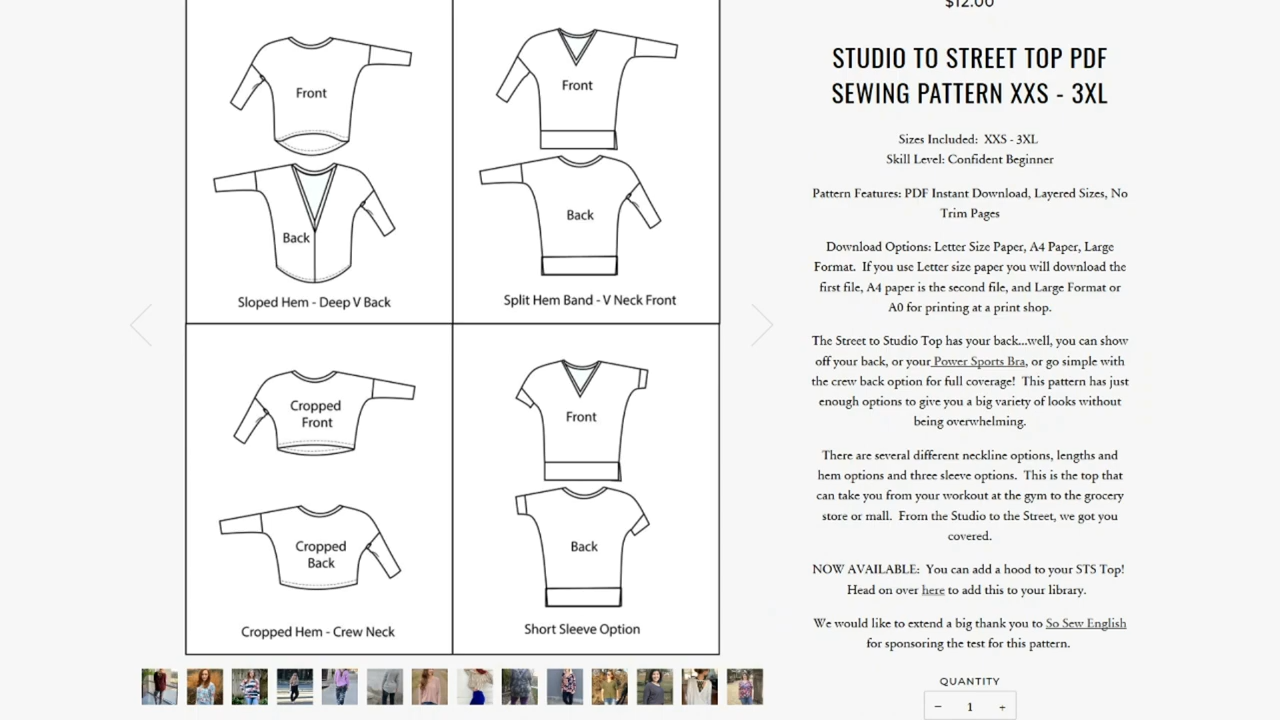 $12.00
STUDIO TO STREET TOP PDF
SEWING PATTERN XXS - 3XL
Sizes Included: XXS - 3XL
Skill Level: Confident Beginner
Pattern Features: PDF Instant Download, Layered Sizes, No
Trim Pages
Download Options: Letter Size Paper, A4 Paper, Large
Format. If you use Letter size paper you will download the
first file, A4 paper is the second file, and Large Format or
A0 for printing at a print shop.
The Street to Studio Top has your back...well, you can show
off your back, or your Power Sports Bra, or go simple with
the crew back option for full coverage! This pattern has just
enough options to give you a big variety of looks without
being overwhelming.
There are several different neckline options, lengths and
hem options and three sleeve options. This is the top that
can take you from your workout at the gym to the grocery
store or mall. From the Studio to the Street, we got you
covered.
NOW AVAILABLE: You can add a hood to your STS Top!
Head on over here to add this to your library.
We would like to extend a big thank you to So Sew English
for sponsoring the test for this pattern.
QUANTITY
− 1 +
Front
Back
Sloped Hem - Deep V Back
Front
Back
Split Hem Band - V Neck Front
Cropped
Front
Cropped
Back
Cropped Hem - Crew Neck
Front
Back
Short Sleeve Option